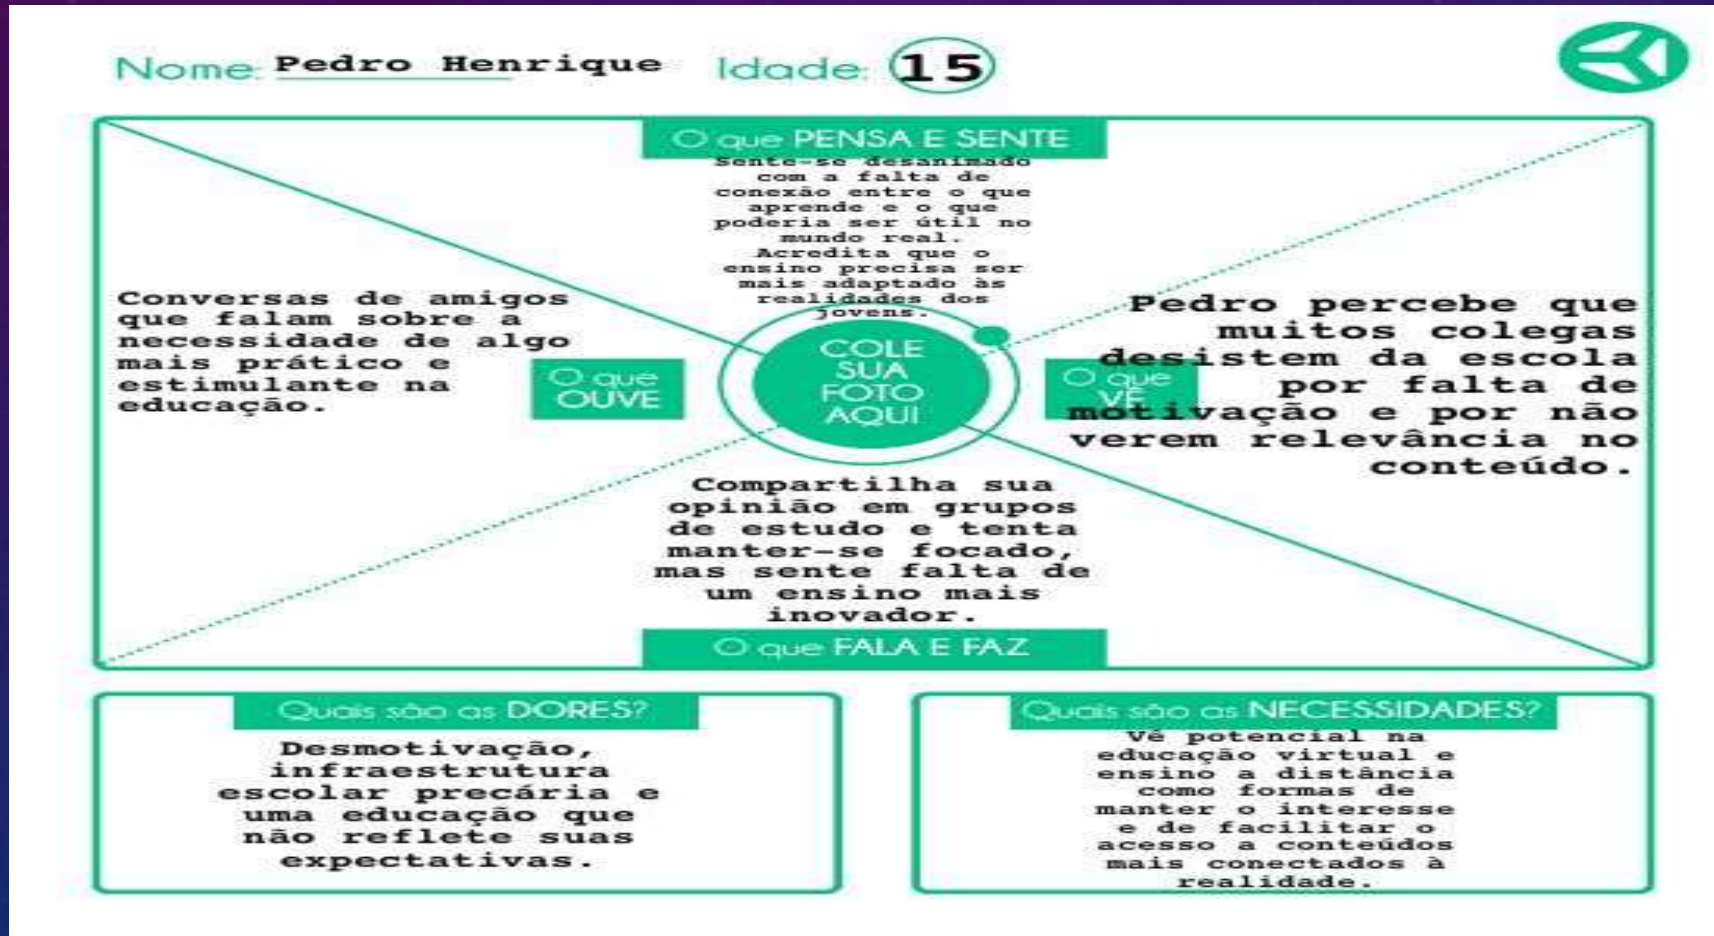 Nome: Pedro Henrique Idade: 15
O que PENSA E SENTE
Sente-se desanimado
com a falta de
conexão entre o que
aprende e o que
poderia ser útil no
mundo real.
Acredita que o
ensino precisa ser
mais adaptado às
realidades dos
jovens.
Conversas de amigos
que falam sobre a
necessidade de algo
mais prático e
estimulante na
educação.
O que
OUVE
COLE
SUA
FOTO
AQUI
O que
VÊ
Pedro percebe que
muitos colegas
desistem da escola
por falta de
motivação e por não
verem relevância no
conteúdo.
Compartilha sua
opinião em grupos
de estudo e tenta
manter-se focado,
mas sente falta de
um ensino mais
inovador.
O que FALA E FAZ
Quais são as DORES?
Desmotivação,
infraestrutura
escolar precária e
uma educação que
não reflete suas
expectativas.
Quais são as NECESSIDADES?
Vê potencial na
educação virtual e
ensino a distância
como formas de
manter o interesse
e de facilitar o
acesso a conteúdos
mais conectados à
realidade.